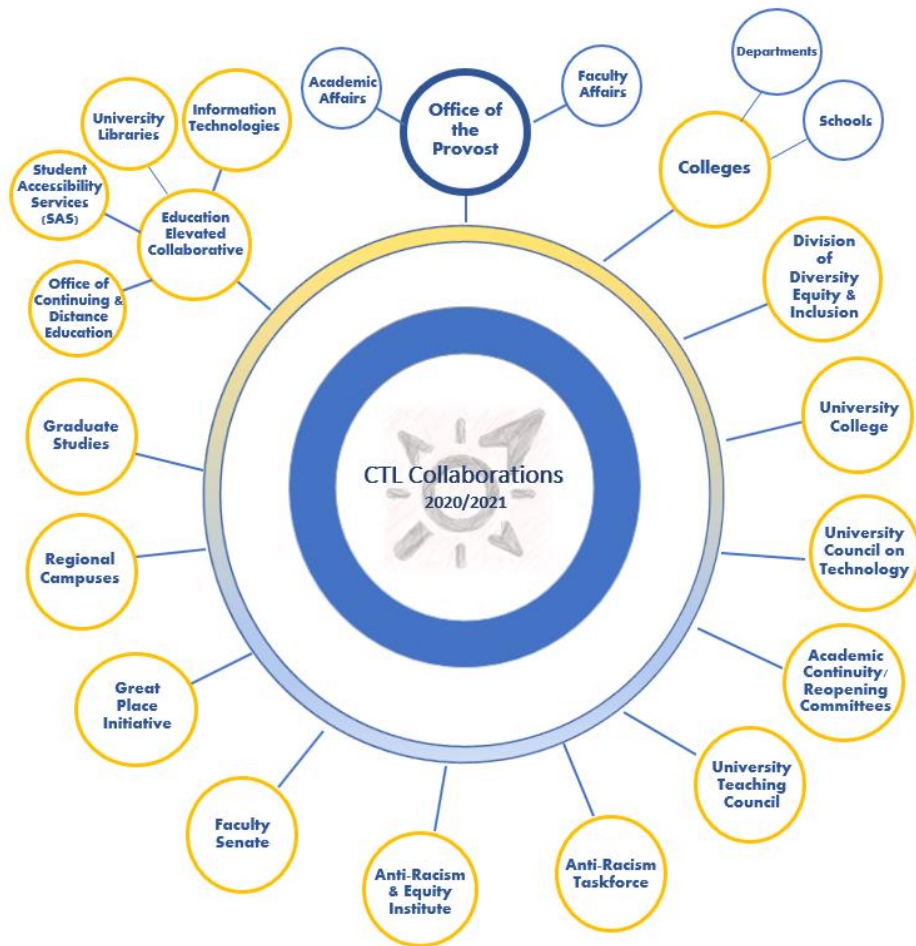 Academic
Affairs
Office of
the
Provost
Faculty
Affairs
Departments
Schools
Colleges
Division
of
Diversity
Equity &
Inclusion
University
College
University
Council on
Technology
Academic
Continuity/
Reopening
Committees
University
Teaching
Council
Anti-Racism
Taskforce
Anti-Racism
& Equity
Institute
Faculty
Senate
Great
Place
Initiative
Regional
Campuses
Graduate
Studies
Office of
Continuing &
Distance
Education
Student
Accessibility
Services
(SAS)
University
Libraries
Information
Technologies
Education
Elevated
Collaborative
CTL Collaborations
2020/2021